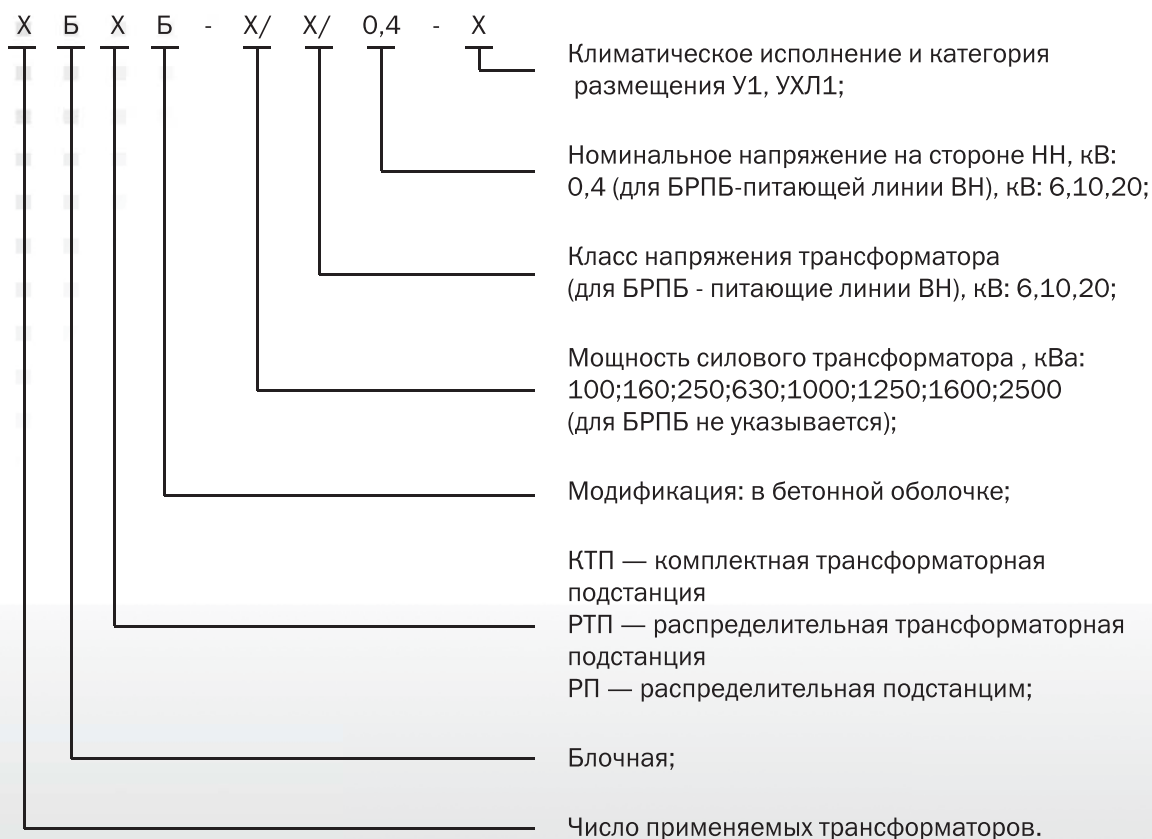 Х Б Х Б - Х/ Х/ 0,4 - Х
Климатическое исполнение и категория
размещения У1, УХЛ1;
Номинальное напряжение на стороне НН, кВ:
0,4 (для БРПБ-питающей линии ВН), кВ: 6,10,20;
Класс напряжения трансформатора
(для БРПБ - питающие линии ВН), кВ: 6,10,20;
Мощность силового трансформатора , кВа:
100;160;250;630;1000;1250;1600;2500
(для БРПБ не указывается);
Модификация: в бетонной оболочке;
КТП — комплектная трансформаторная
подстанция
РТП — распределительная трансформаторная
подстанция
РП — распределительная подстанцим;
Блочная;
Число применяемых трансформаторов.